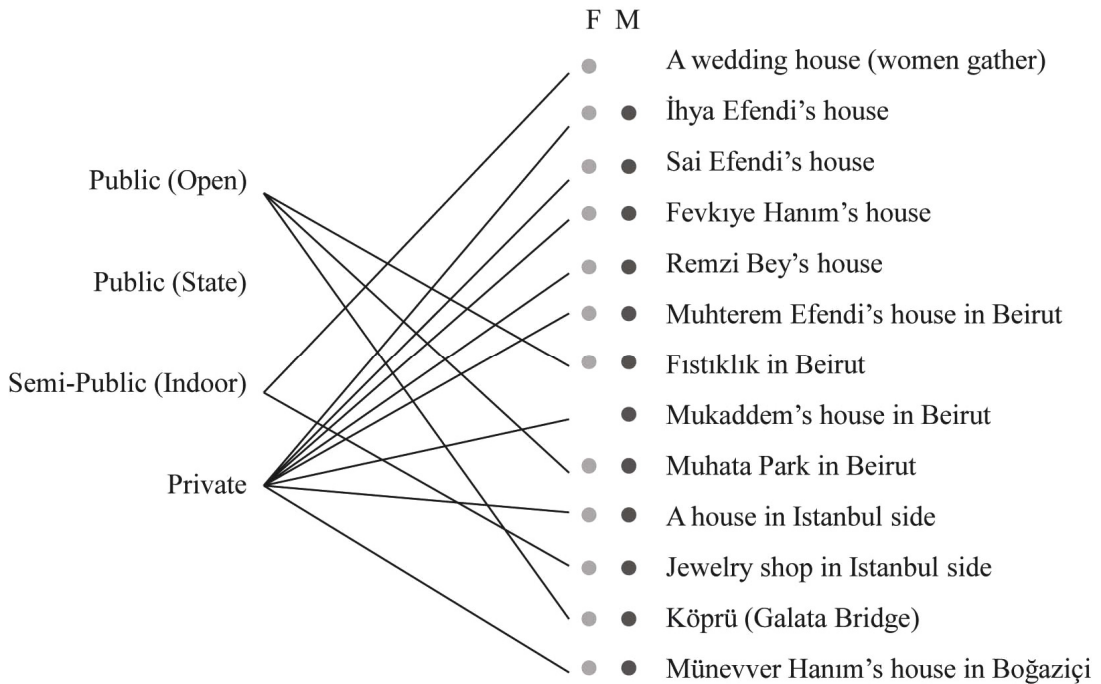 F M
A wedding house (women gather)
İhya Efendi’s house
Sai Efendi’s house
Fevkıye Hanım’s house
Remzi Bey’s house
Muhterem Efendi’s house in Beirut
Fıstıklık in Beirut
Mukaddem’s house in Beirut
Muhata Park in Beirut
A house in Istanbul side
Jewelry shop in Istanbul side
Köprü (Galata Bridge)
Münevver Hanım’s house in Boğaziçi
Public (Open)
Public (State)
Semi-Public (Indoor)
Private